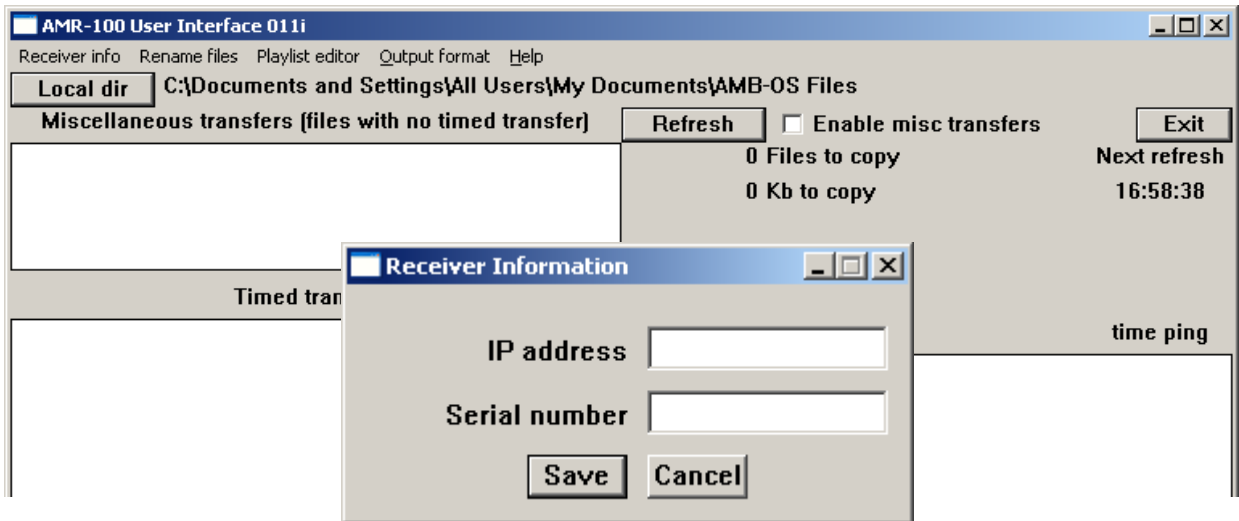 AMR-100 User Interface 011i
Receiver info Rename files Playlist editor Output format Help
Local dir C:\Documents and Settings\All Users\My Documents\AMB-OS Files
Miscellaneous transfers (files with no timed transfer) Refresh Enable misc transfers Exit
0 Files to copy Next refresh
0 Kb to copy 16:58:38
Receiver Information
Timed
time ping
IP address
Serial number
Save Cancel